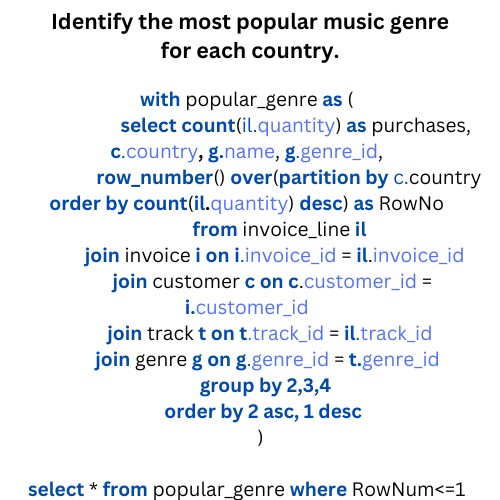 Identify the most popular music genre
for each country.
with popular_genre as (
select count(il.quantity) as purchases,
c.country, g.name, g.genre_id,
row_number() over(partition by c.country
order by count(il.quantity) desc) as RowNo
from invoice_line il
join invoice i on i.invoice_id = il.invoice_id
join customer c on c.customer_id =
i.customer_id
join track t on t.track_id = il.track_id
join genre g on g.genre_id = t.genre_id
group by 2,3,4
order by 2 asc, 1 desc
)
select * from popular_genre where RowNum<=1